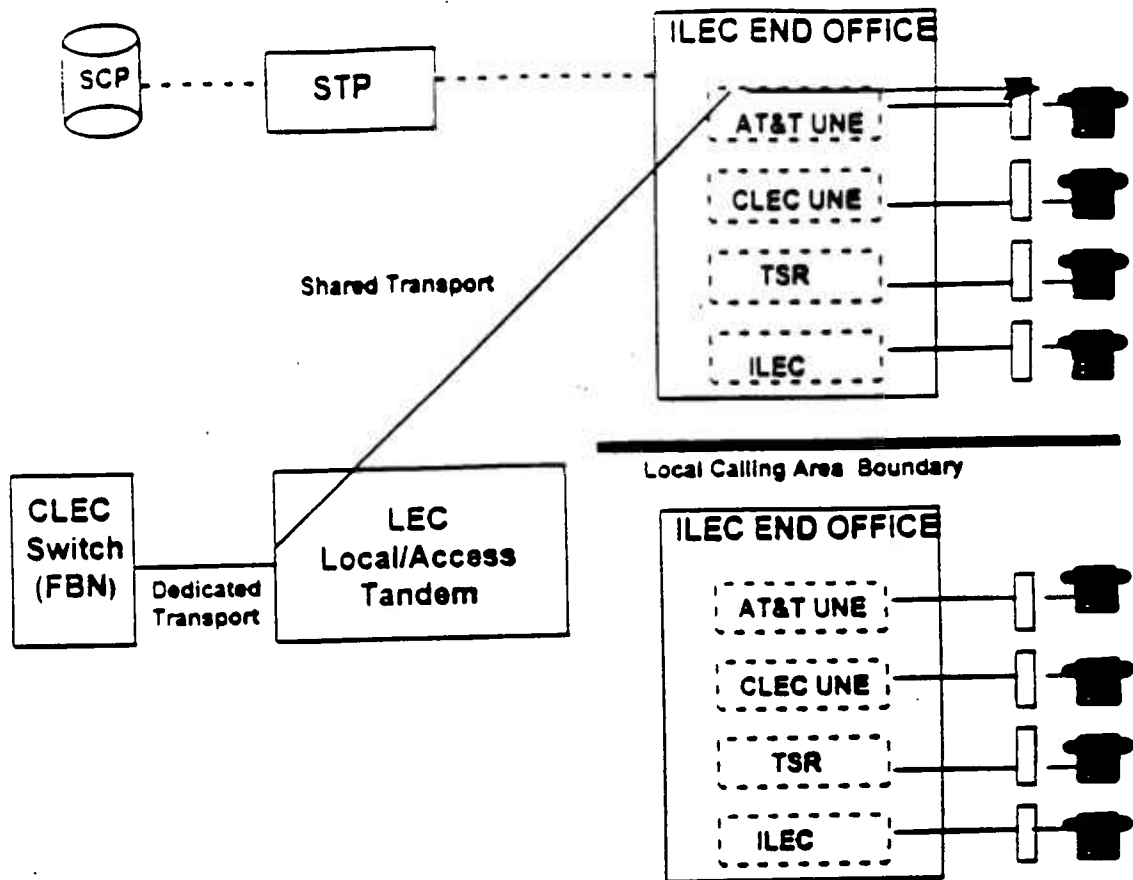 ILEC END OFFICE
SCP
STP
AT&T UNE
CLEC UNE
TSR
ILEC
Shared Transport
Local Calling Area Boundary
CLEC
Switch
(FBN)
Dedicated
Transport
LEC
Local/Access
Tandem
ILEC END OFFICE
AT&T UNE
CLEC UNE
TSR
ILEC